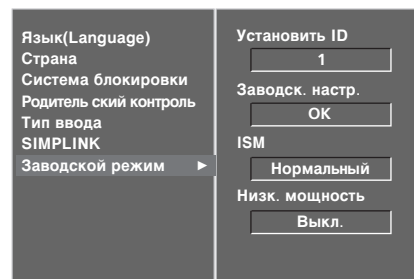 Язык(Language)
Страна
Система блокировки
Родитель ский контроль
Тип ввода
SIMPLINK
Заводской режим ►
Установить ID
1
Заводск. настр.
ОК
ISM
Нормальный
Низк. мощность
Выкл.